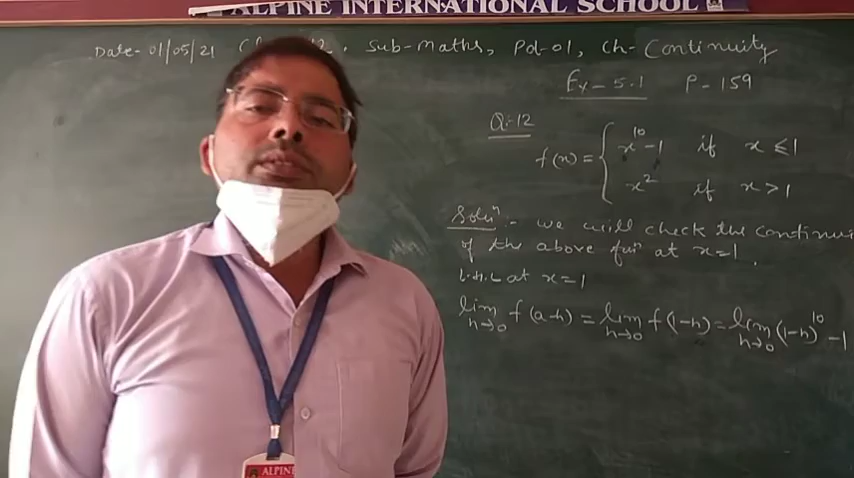 ALPINE INTERNATIONAL SCHOOL
Date- 01/05/21 12. Sub-Maths, Pd-01, Ch- Continuity
Ex-5.1 P-159
Q.12
f(x) = { x^10 - 1 if x ≤ 1
x^2 if x > 1
Solun:- we will check the continui
of the above fun at x=1.
L.H.L at x=1
lim h→0 f(a-h) = lim h→0 f(1-h) = lim h→0 (1-h)^10 - 1
ALPINE